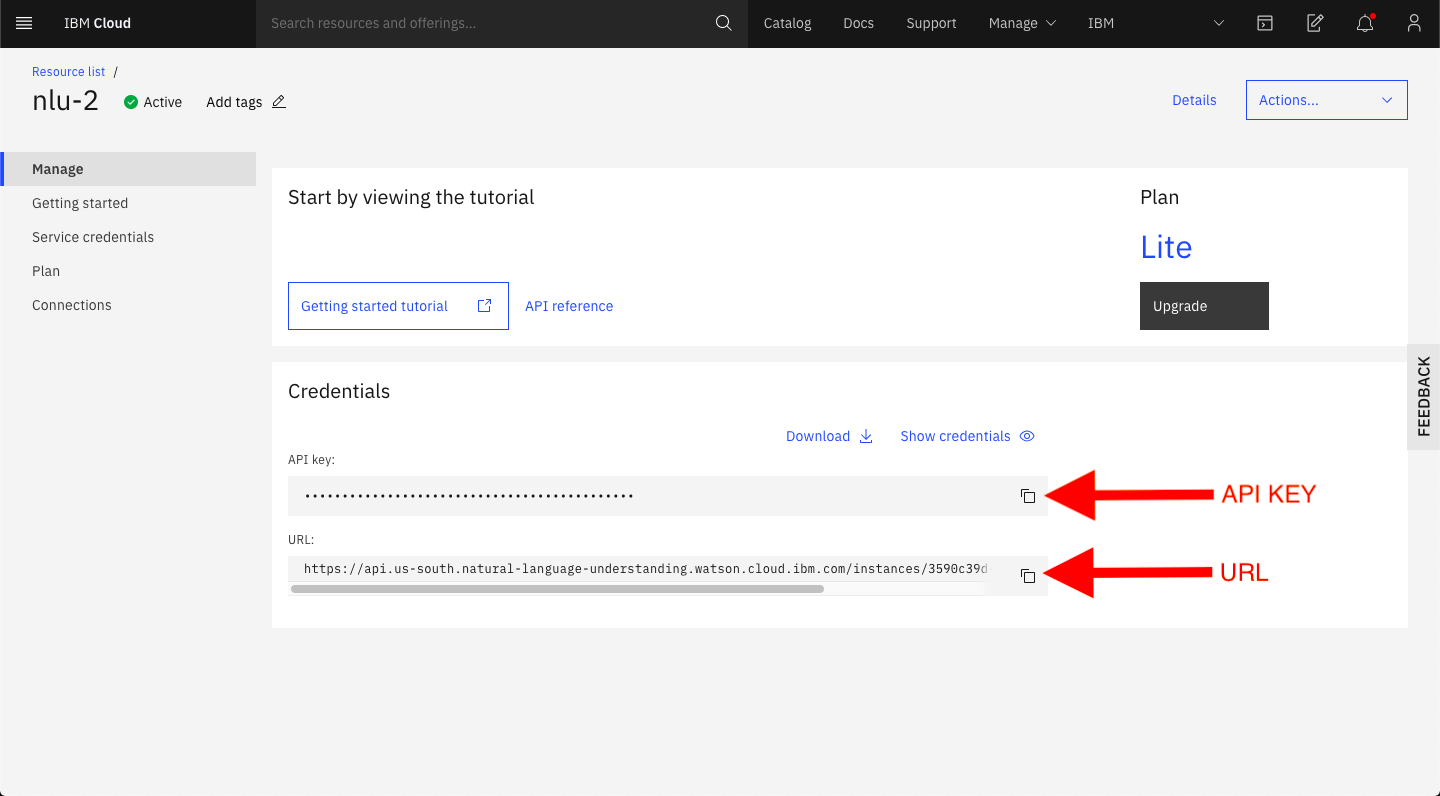 IBM Cloud
Search resources and offerings...
Catalog
Docs
Support
Manage
IBM
Resource list /
nlu-2
Active
Add tags
Details
Actions...
Manage
Getting started
Service credentials
Plan
Connections
Start by viewing the tutorial
Getting started tutorial
API reference
Plan
Lite
Upgrade
FEEDBACK
Credentials
Download
Show credentials
API key:
••••••••••••••••••••••••••••••••••••••••••••
API KEY
URL:
https://api.us-south.natural-language-understanding.watson.cloud.ibm.com/instances/3590c39d
URL